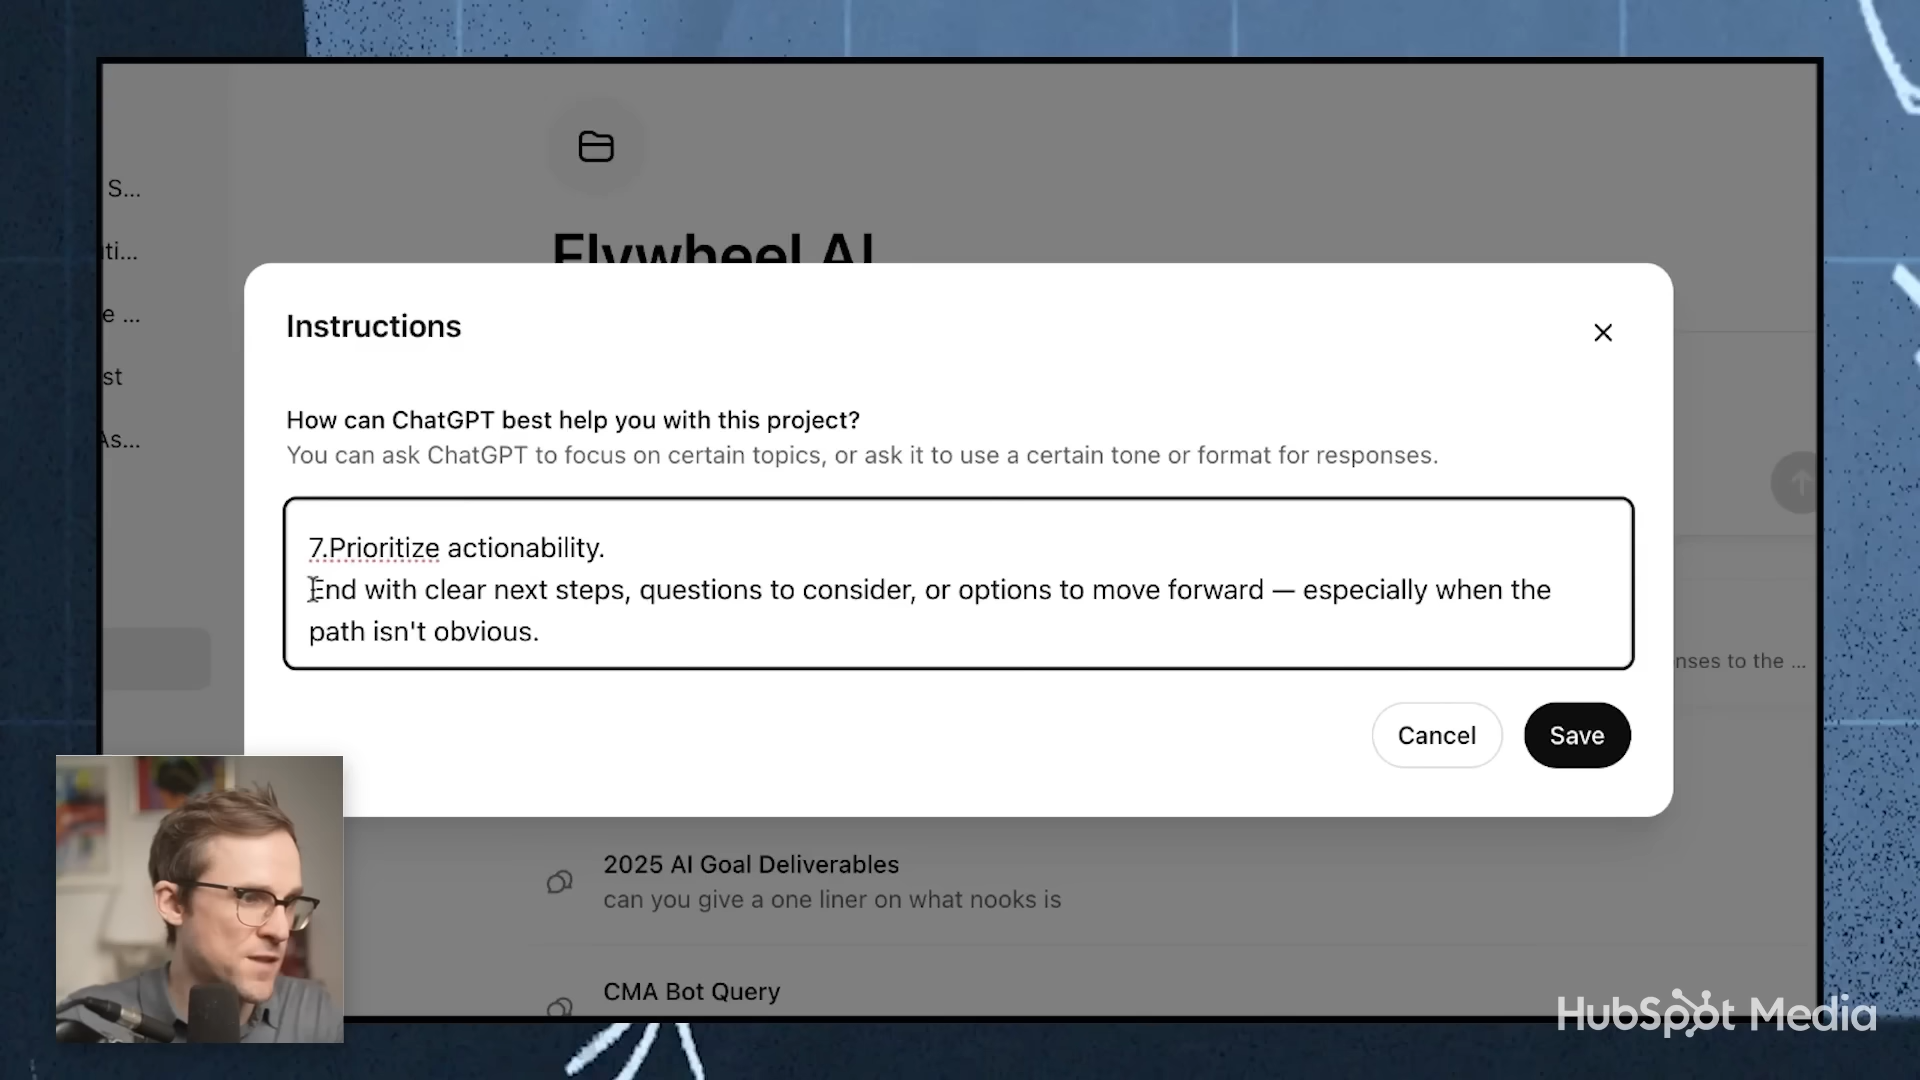 S...
ti...
e ...
st
As...
Flywheel AI
Instructions
How can ChatGPT best help you with this project?
You can ask ChatGPT to focus on certain topics, or ask it to use a certain tone or format for responses.
7.Prioritize actionability.
End with clear next steps, questions to consider, or options to move forward — especially when the
path isn't obvious.
nses to the ...
Cancel
Save
2025 AI Goal Deliverables
can you give a one liner on what nooks is
CMA Bot Query
HubSpot Media